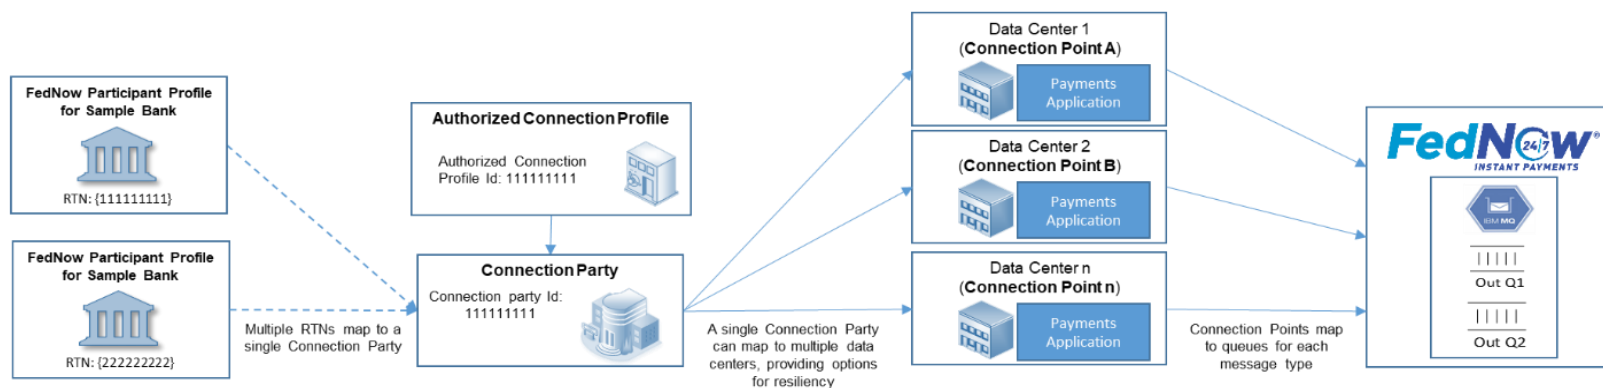 FedNow Participant Profile
for Sample Bank
RTN: {111111111}
FedNow Participant Profile
for Sample Bank
RTN: {222222222}
Multiple RTNs map to a
single Connection Party
Authorized Connection Profile
Authorized Connection
Profile Id: 111111111
Connection Party
Connection party Id:
111111111
A single Connection Party
can map to multiple data
centers, providing options
for resiliency
Data Center 1
(Connection Point A)
Payments
Application
Data Center 2
(Connection Point B)
Payments
Application
Data Center n
(Connection Point n)
Payments
Application
Connection Points map
to queues for each
message type
FedNow®
24/7
INSTANT PAYMENTS
IBM MQ
Out Q1
Out Q2